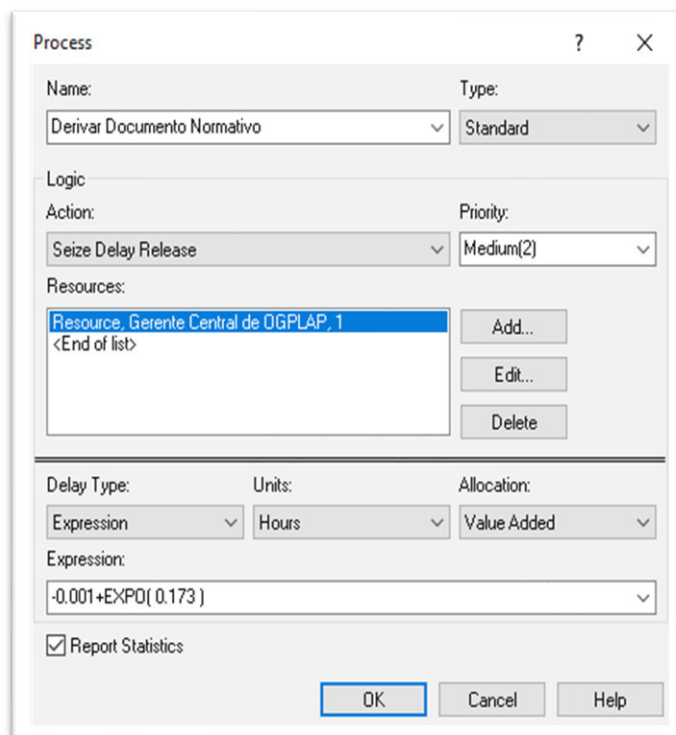 Process ? X
Name: Type:
Derivar Documento Normativo Standard
Logic
Action: Priority:
Seize Delay Release Medium(2)
Resources:
Resource, Gerente Central de OGPLAP, 1 Add...
<End of list>
Edit...
Delete
Delay Type: Units: Allocation:
Expression Hours Value Added
Expression:
-0.001+EXPO( 0.173 )
Report Statistics
OK Cancel Help